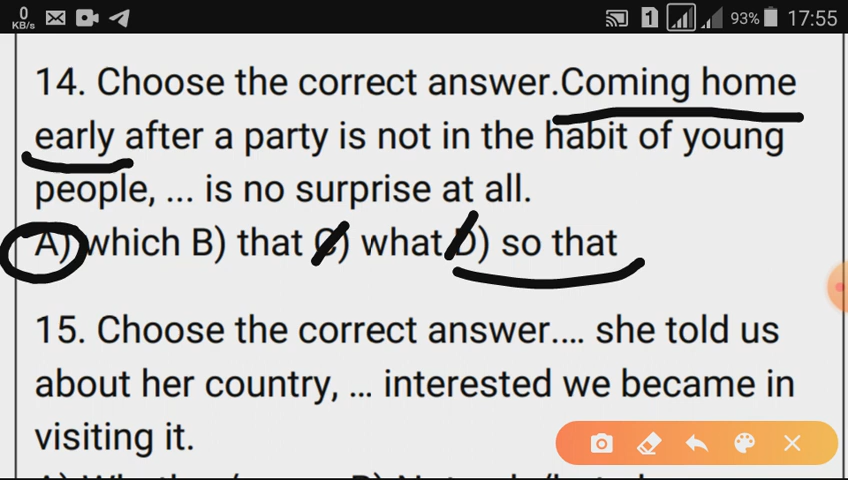 0
KB/s
1
93%
17:55
14. Choose the correct answer.Coming home
early after a party is not in the habit of young
people, ... is no surprise at all.
A) which B) that C) what D) so that
15. Choose the correct answer.... she told us
about her country, ... interested we became in
visiting it.